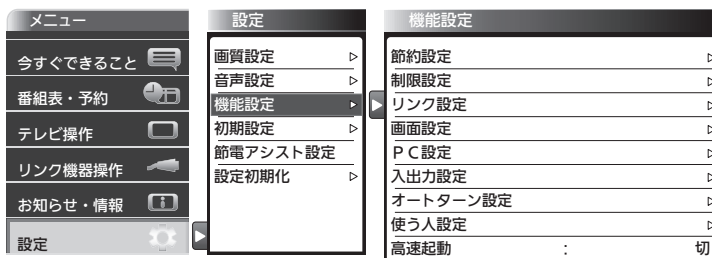 メニュー
今すぐできること
番組表・予約
テレビ操作
リンク機器操作
お知らせ・情報
設定
設定
画質設定
音声設定
機能設定
初期設定
節電アシスト設定
設定初期化
機能設定
節約設定
制限設定
リンク設定
画面設定
ＰＣ設定
入出力設定
オートターン設定
使う人設定
高速起動 : 切